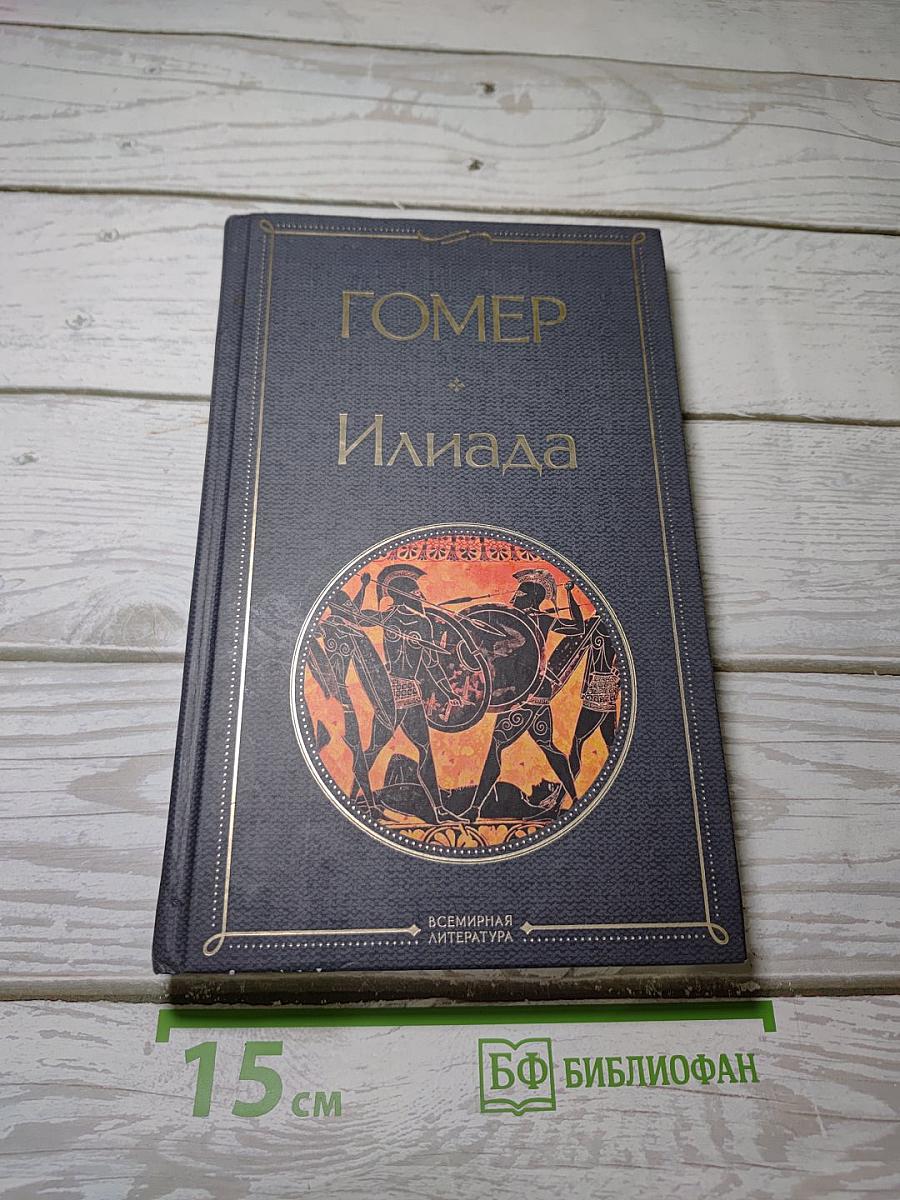 ГОМЕР
Илиада
ВСЕМИРНАЯ
ЛИТЕРАТУРА
15 см
БФ БИБЛИОФАН